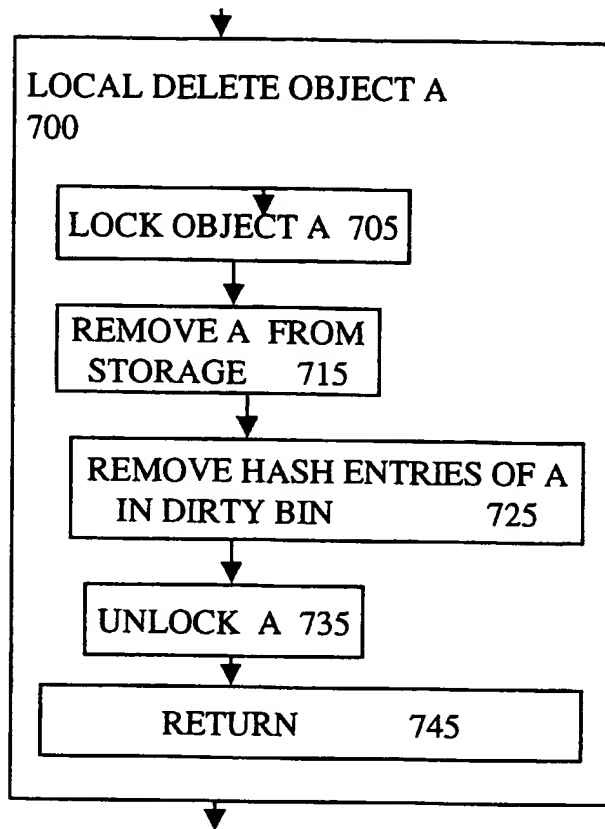 LOCAL DELETE OBJECT A
700
LOCK OBJECT A 705
REMOVE A FROM
STORAGE 715
REMOVE HASH ENTRIES OF A
IN DIRTY BIN 725
UNLOCK A 735
RETURN 745